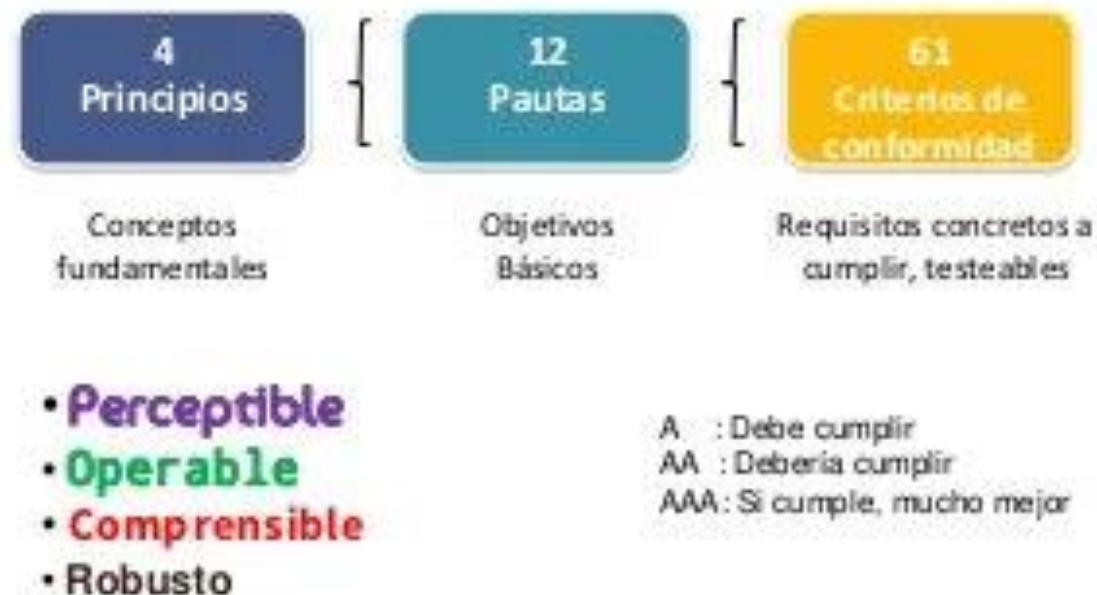 4
Principios
12
Pautas
61
Criterios de
conformidad
Conceptos
fundamentales
Objetivos
Básicos
Requisitos concretos a
cumplir, testeables
• Perceptible
• Operable
• Comprensible
• Robusto
A : Debe cumplir
AA : Debería cumplir
AAA : Si cumple, mucho mejor